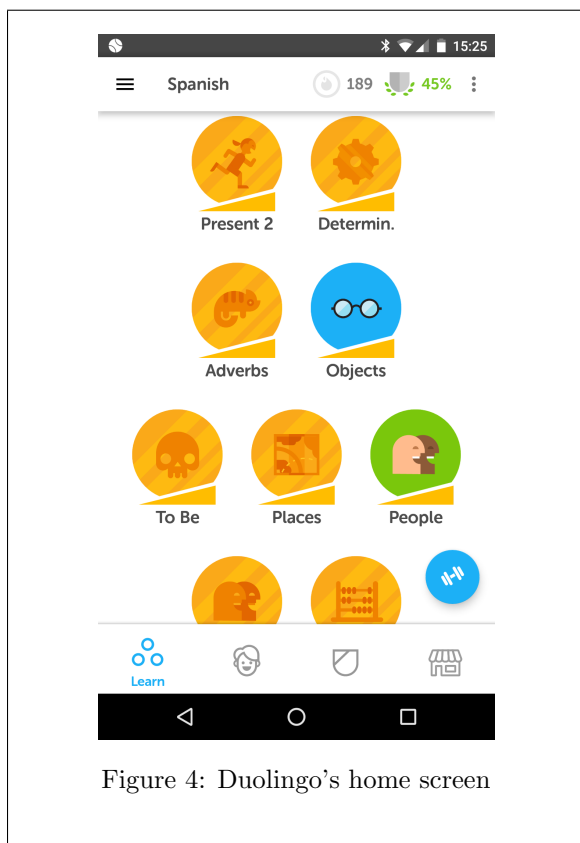 15:25
Spanish 189 45%
Present 2 Determin.
Adverbs Objects
To Be Places People
Learn
Figure 4: Duolingo's home screen